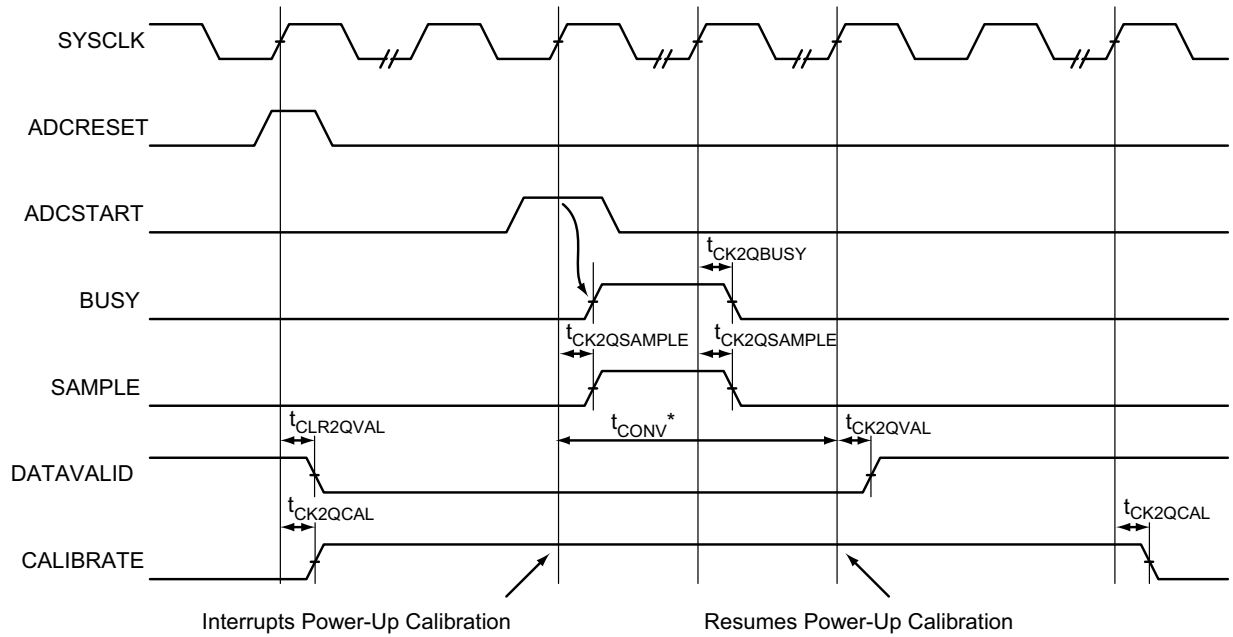 SYSCLK
ADCRESET
ADCSTART
tCK2QBUSY
BUSY
tCK2QSAMPLE tCK2QSAMPLE
SAMPLE
tCLR2QVAL tCONV* tCK2QVAL
DATAVALID
tCK2QCAL tCK2QCAL
CALIBRATE
Interrupts Power-Up Calibration Resumes Power-Up Calibration